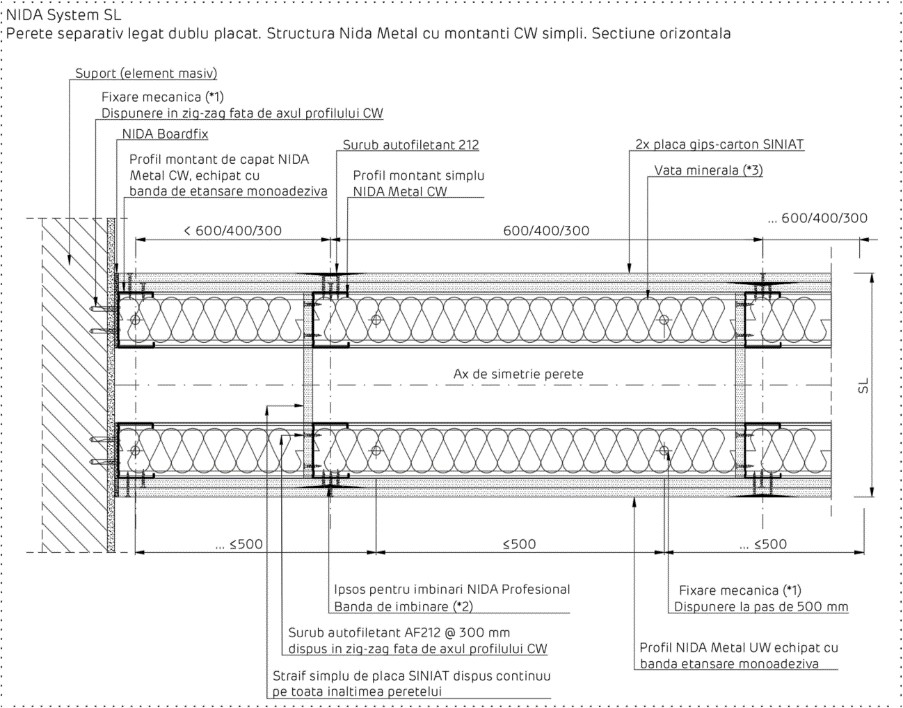 NIDA System SL
Perete separativ legat dublu placat. Structura Nida Metal cu montanti CW simpli. Sectiune orizontala
Suport (element masiv)
Fixare mecanica (*1)
Dispunere in zig-zag fata de axul profilului CW
NIDA Boardfix
Profil montant de capat NIDA
Metal CW, echipat cu
banda de etansare monoadeziva
Surub autofiletant 212
Profil montant simplu
NIDA Metal CW
2x placa gips-carton SINIAT
Vata minerala (*3)
... 600/400/300
< 600/400/300
600/400/300
Ax de simetrie perete
SL
... ≤500
≤500
... ≤500
Ipsos pentru imbinari NIDA Profesional
Banda de imbinare (*2)
Fixare mecanica (*1)
Dispunere la pas de 500 mm
Surub autofiletant AF212 @ 300 mm
dispus in zig-zag fata de axul profilului CW
Profil NIDA Metal UW echipat cu
banda etansare monoadeziva
Straif simplu de placa SINIAT dispus continuu
pe toata inaltimea peretelui